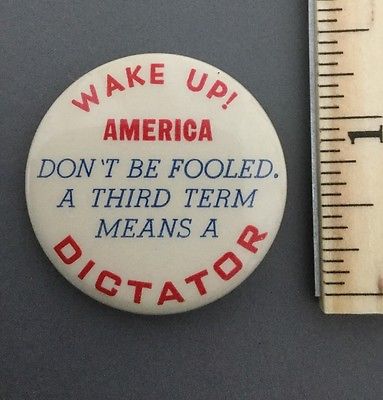 WAKE UP!
AMERICA
DON'T BE FOOLED.
A THIRD TERM
MEANS A
DICTATOR
1